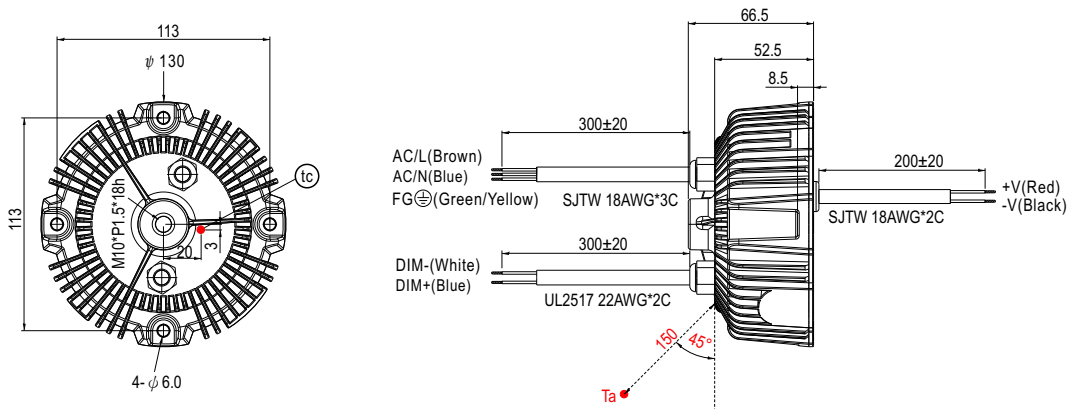 113
ψ 130
113
tc
M10*P1.5*18h
20
3
4- ϕ 6.0
66.5
52.5
8.5
300±20
AC/L(Brown)
AC/N(Blue)
FG⏚(Green/Yellow)
SJTW 18AWG*3C
200±20
+V(Red)
-V(Black)
SJTW 18AWG*2C
300±20
DIM-(White)
DIM+(Blue)
UL2517 22AWG*2C
150
45°
Ta